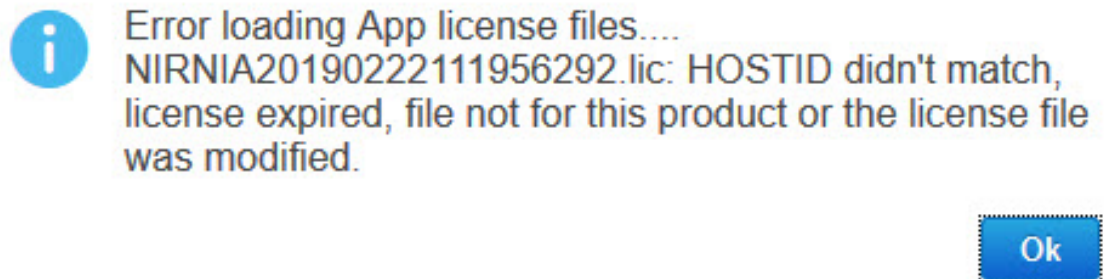 Error loading App license files....
NIRNIA20190222111956292.lic: HOSTID didn't match,
license expired, file not for this product or the license file
was modified.
Ok